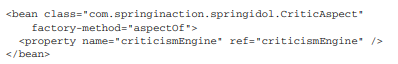 <bean class="com.springinaction.springidol.CriticAspect"
factory-method="aspectOf">
<property name="criticismEngine" ref="criticismEngine" />
</bean>